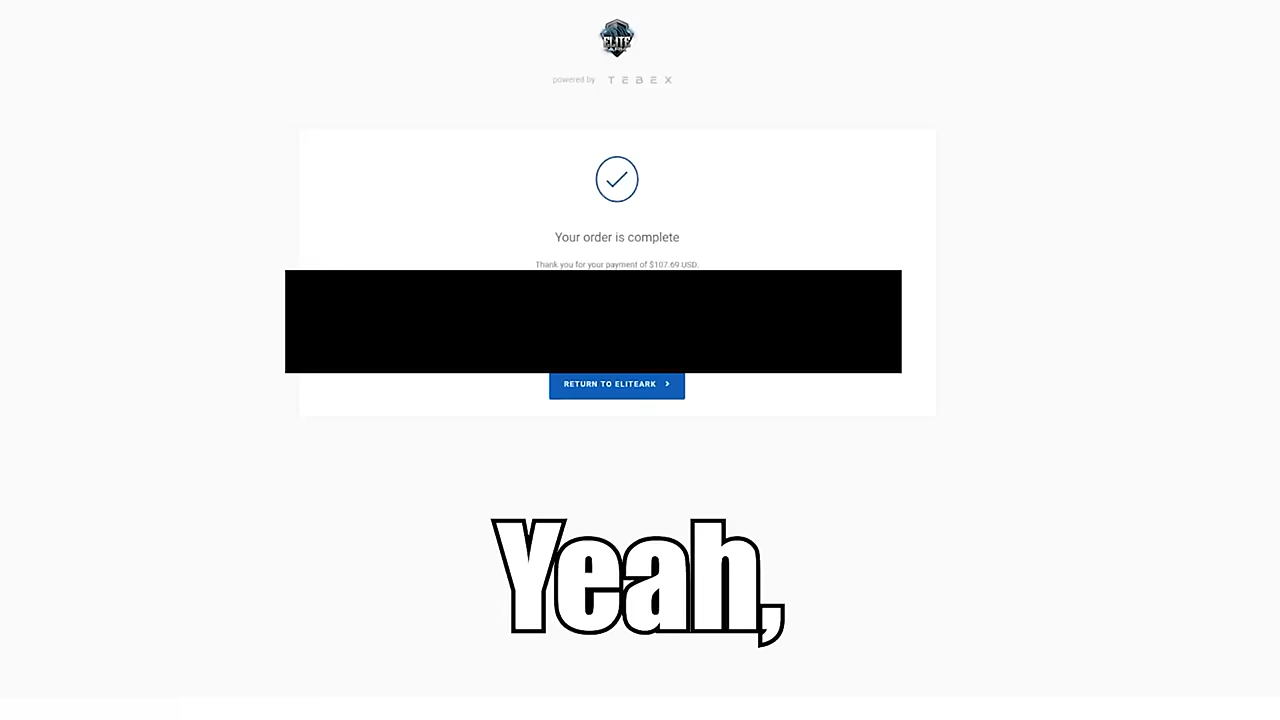 ELITE
powered by TEBEX
Your order is complete
Thank you for your payment of $107.69 USD.
RETURN TO ELITEARK >
Yeah,